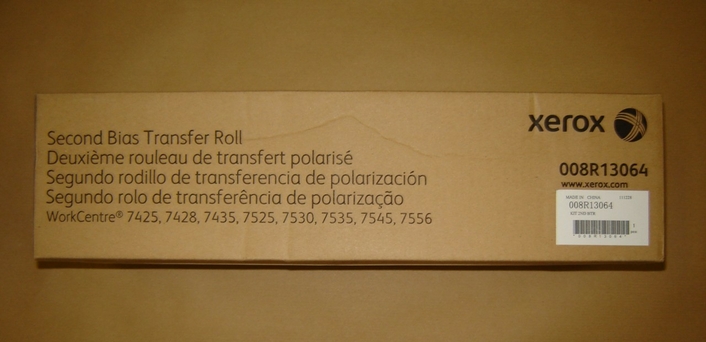 Second Bias Transfer Roll
Deuxième rouleau de transfert polarisé
Segundo rodillo de transferencia de polarización
Segundo rolo de transferência de polarização
WorkCentre® 7425, 7428, 7435, 7525, 7530, 7535, 7545, 7556
xerox
008R13064
www.xerox.com
008R13064